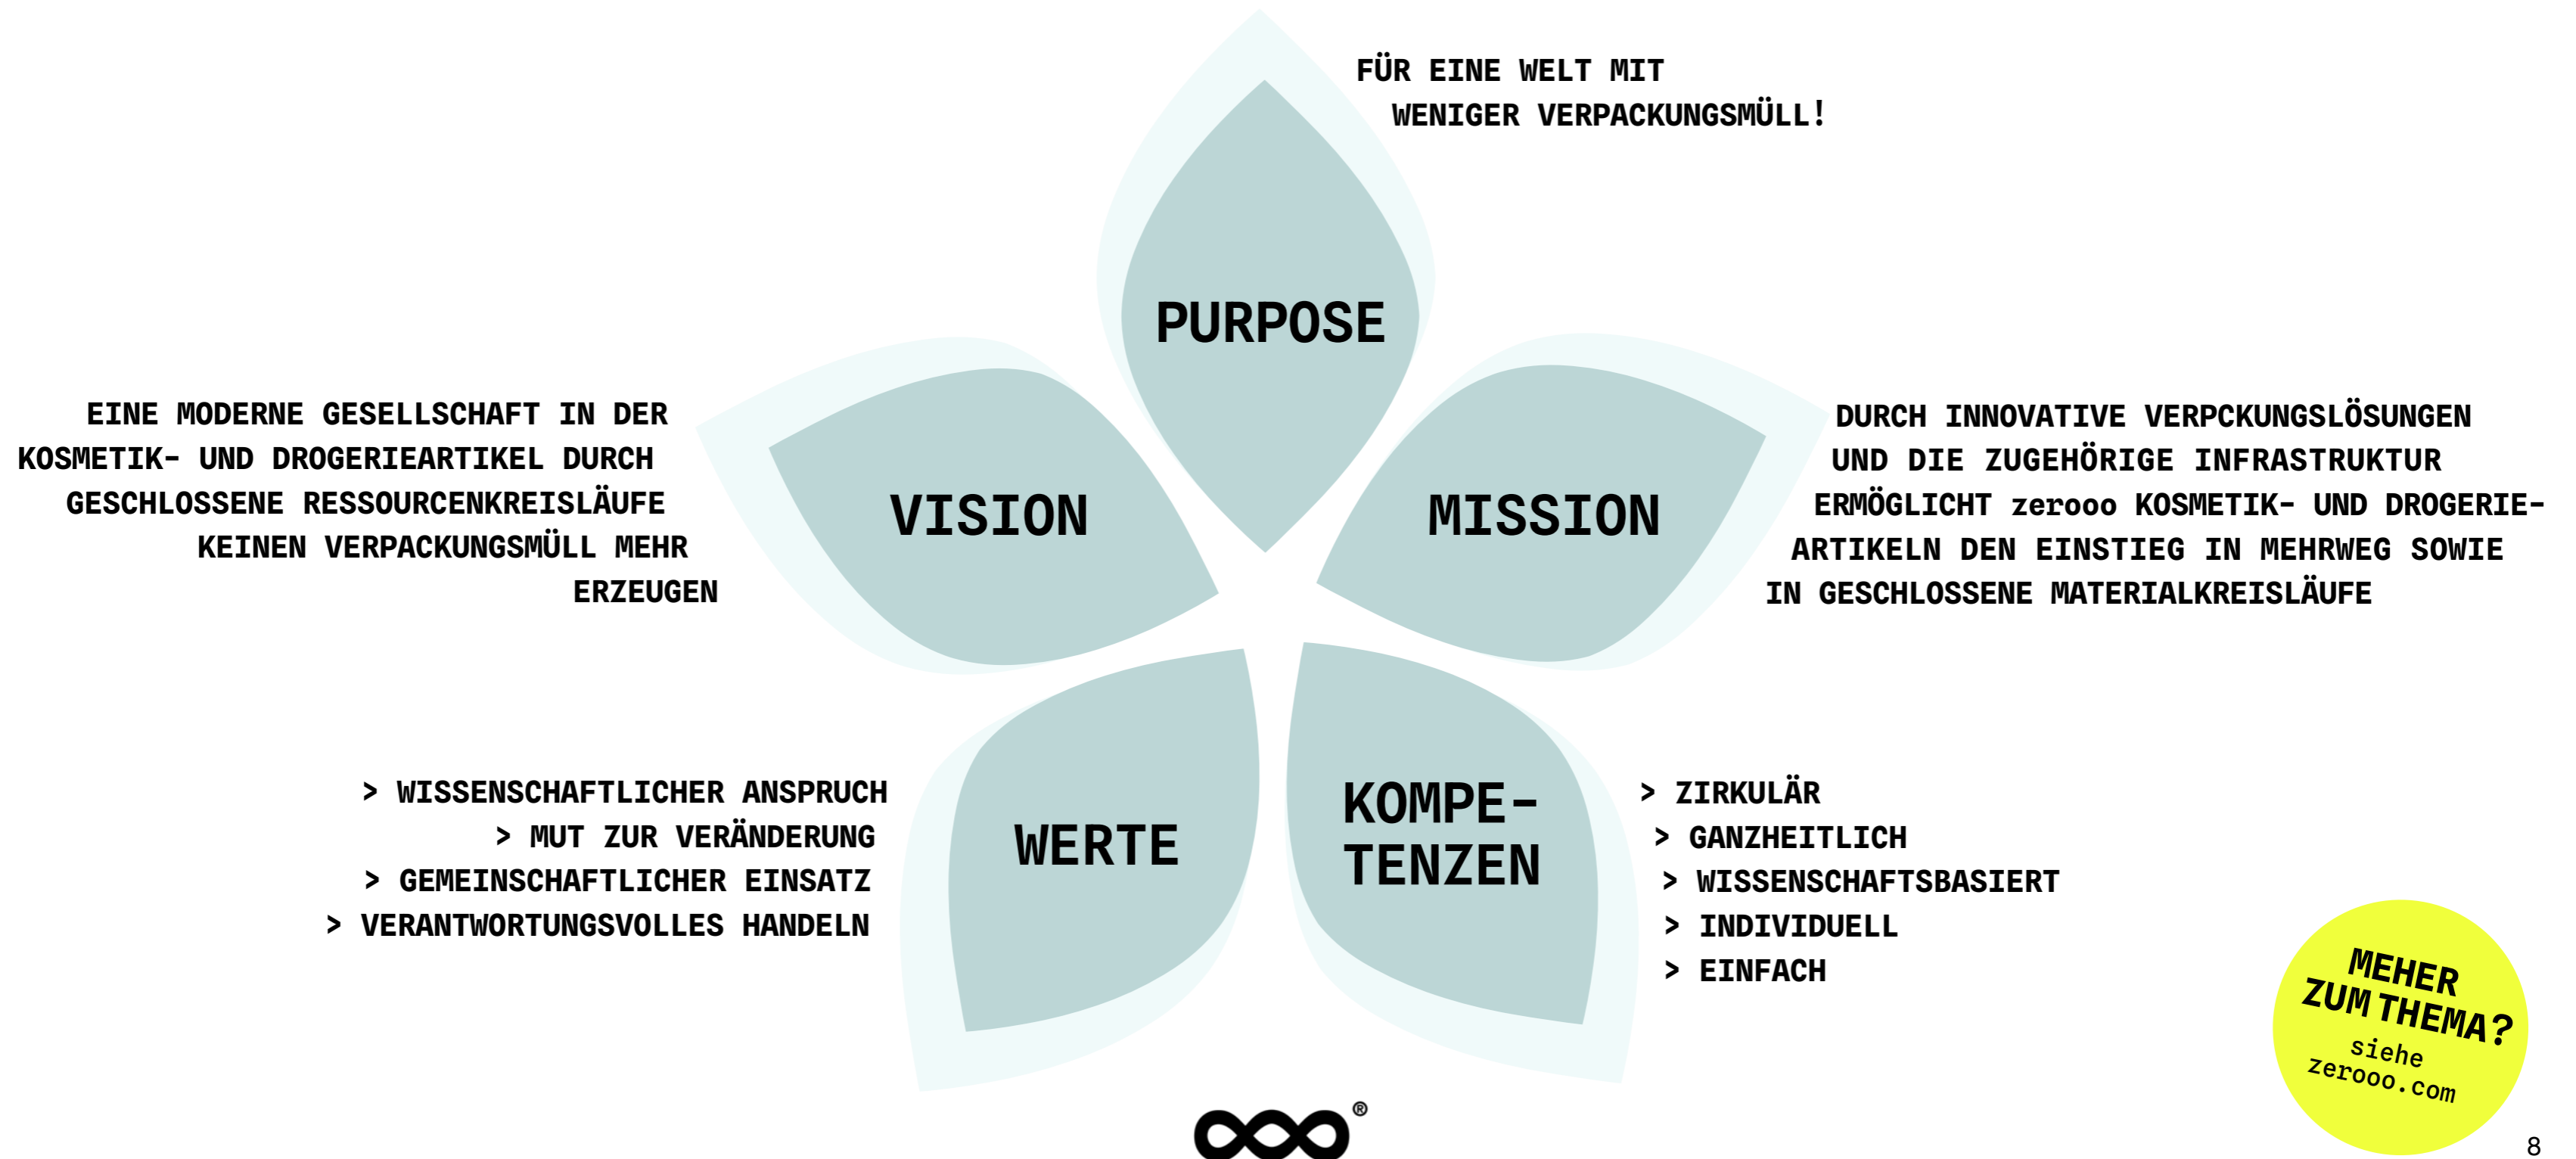 FÜR EINE WELT MIT
WENIGER VERPACKUNGSMÜLL!
PURPOSE
EINE MODERNE GESELLSCHAFT IN DER
KOSMETIK- UND DROGERIEARTIKEL DURCH
GESCHLOSSENE RESSOURCENKREISLÄUFE
KEINEN VERPACKUNGSMÜLL MEHR
ERZEUGEN
VISION
MISSION
DURCH INNOVATIVE VERPCKUNGSLÖSUNGEN
UND DIE ZUGEHÖRIGE INFRASTRUKTUR
ERMÖGLICHT zerooo KOSMETIK- UND DROGERIE-
ARTIKELN DEN EINSTIEG IN MEHRWEG SOWIE
IN GESCHLOSSENE MATERIALKREISLÄUFE
> WISSENSCHAFTLICHER ANSPRUCH
> MUT ZUR VERÄNDERUNG
> GEMEINSCHAFTLICHER EINSATZ
> VERANTWORTUNGSVOLLES HANDELN
WERTE
KOMPE-
TENZEN
> ZIRKULÄR
> GANZHEITLICH
> WISSENSCHAFTSBASIERT
> INDIVIDUELL
> EINFACH
MEHER
ZUM THEMA?
siehe
zerooo.com
®
8